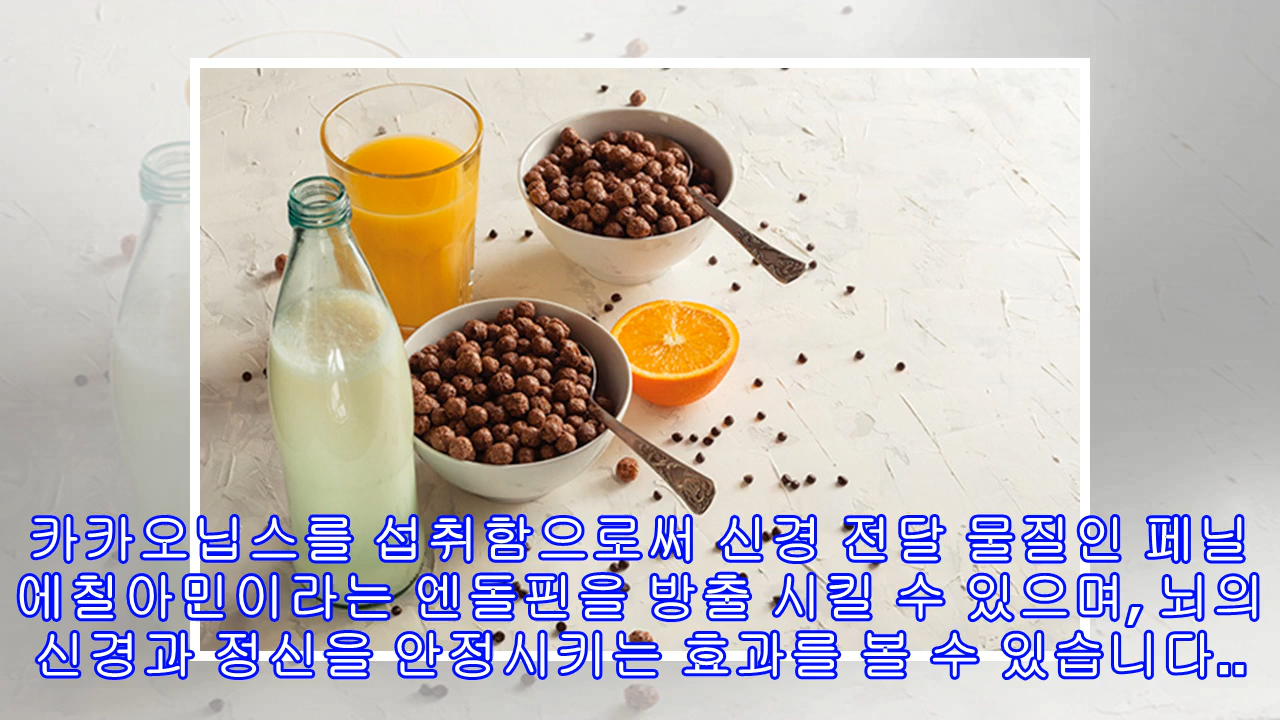 카카오닙스를 섭취함으로써 신경 전달 물질인 페닐
에칠아민이라는 엔돌핀을 방출 시킬 수 있으며, 뇌의
신경과 정신을 안정시키는 효과를 볼 수 있습니다..